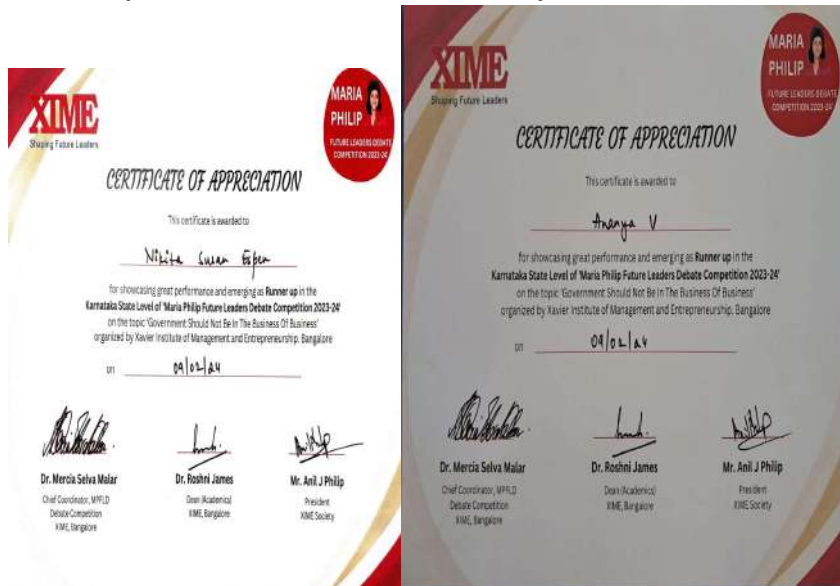 XIME
Shaping Future Leaders
MARIA
PHILIP
FUTURE LEADERS DEBATE
COMPETITION 2023-24'
CERTIFICATE OF APPRECIATION
This certificate is awarded to
Nikita Susan
for showcasing great performance and emerging as Runner up in the
Karnataka State Level of 'Maria Philip Future Leaders Debate Competition 2023-24'
on the topic 'Government Should Not Be In The Business Of Business'
organized by Xavier Institute of Management and Entrepreneurship, Bangalore
on 09/02/24
Dr. Mercia Selva Malar
Chief Coordinator, MPFLD
Debate Competition
XIME, Bangalore
Dr. Roshni James
Dean (Academics)
XIME, Bangalore
Mr. Anil J Philip
President
XIME Society
XIME
Shaping Future Leaders
MARIA
PHILIP
FUTURE LEADERS DEBATE
COMPETITION 2023-24'
CERTIFICATE OF APPRECIATION
This certificate is awarded to
Ananya V
for showcasing great performance and emerging as Runner up in the
Karnataka State Level of 'Maria Philip Future Leaders Debate Competition 2023-24'
on the topic 'Government Should Not Be In The Business Of Business'
organized by Xavier Institute of Management and Entrepreneurship, Bangalore
on 09/02/24
Dr. Mercia Selva Malar
Chief Coordinator, MPFLD
Debate Competition
XIME, Bangalore
Dr. Roshni James
Dean (Academics)
XIME, Bangalore
Mr. Anil J Philip
President
XIME Society